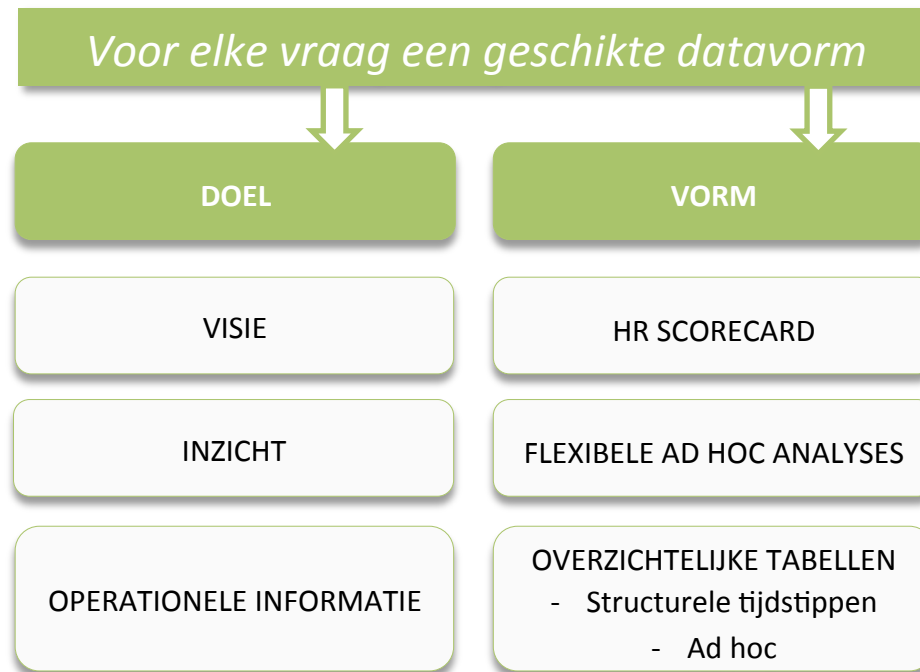 Voor elke vraag een geschikte datavorm
DOEL
VORM
VISIE
HR SCORECARD
INZICHT
FLEXIBELE AD HOC ANALYSES
OPERATIONELE INFORMATIE
OVERZICHTELIJKE TABELLEN
- Structurele tijdstippen
- Ad hoc